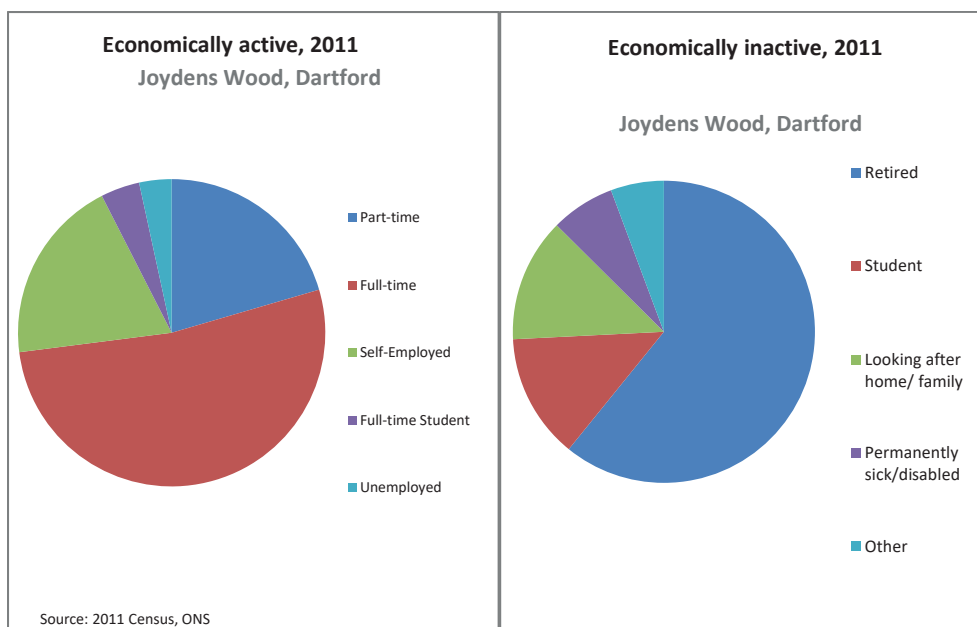 Economically active, 2011
Joydens Wood, Dartford
Part-time
Full-time
Self-Employed
Full-time Student
Unemployed
Source: 2011 Census, ONS
Economically inactive, 2011
Joydens Wood, Dartford
Retired
Student
Looking after
home/ family
Permanently
sick/disabled
Other